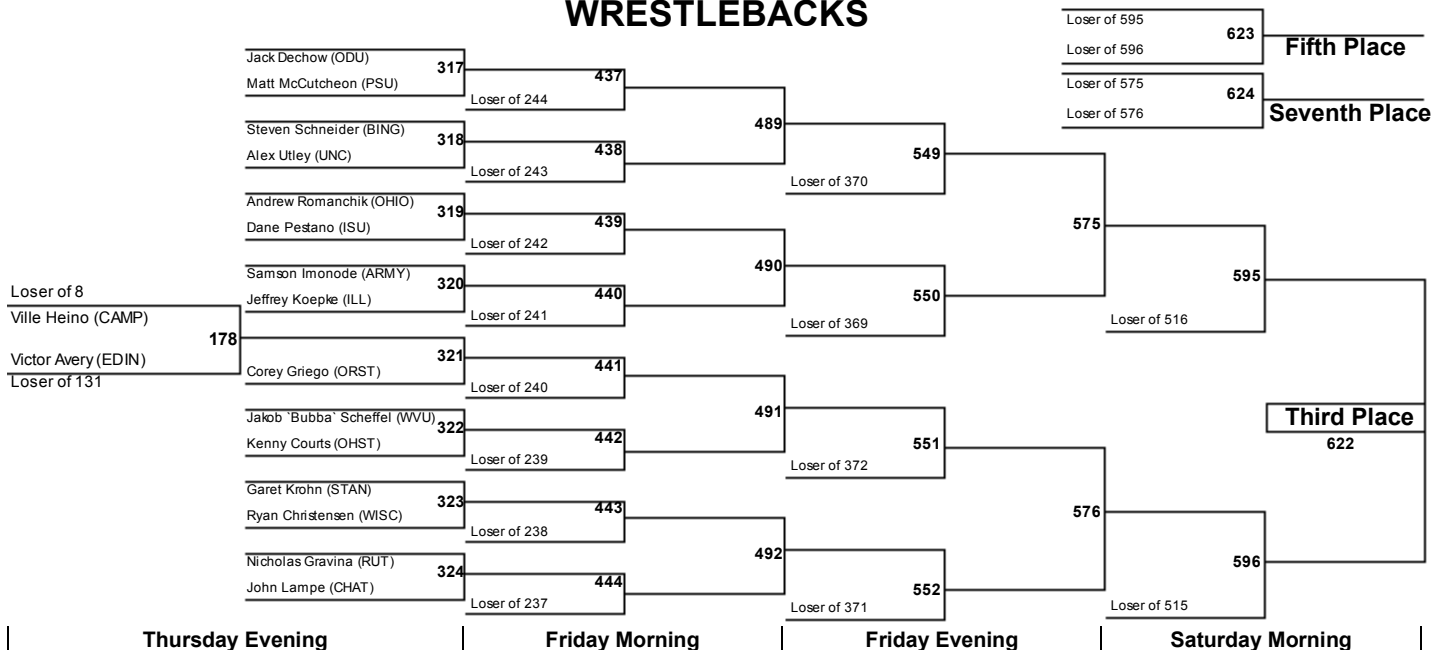 WRESTLEBACKS
Loser of 595
623
Fifth Place
Loser of 596
Loser of 575
624
Seventh Place
Loser of 576
Loser of 8
Ville Heino (CAMP)
178
Victor Avery (EDIN)
Loser of 131
Jack Dechow (ODU)
317
Matt McCutcheon (PSU)
Steven Schneider (BING)
318
Alex Utley (UNC)
Andrew Romanchik (OHIO)
319
Dane Pestano (ISU)
Samson Imonode (ARMY)
320
Jeffrey Koepke (ILL)
321
Corey Griego (ORST)
Jakob `Bubba` Scheffel (WVU)
322
Kenny Courts (OHST)
Garet Krohn (STAN)
323
Ryan Christensen (WISC)
Nicholas Gravina (RUT)
324
John Lampe (CHAT)
437
Loser of 244
438
Loser of 243
439
Loser of 242
440
Loser of 241
441
Loser of 240
442
Loser of 239
443
Loser of 238
444
Loser of 237
489
490
491
492
549
Loser of 370
550
Loser of 369
551
Loser of 372
552
Loser of 371
575
576
595
Loser of 516
596
Loser of 515
Third Place
622
Thursday Evening
Friday Morning
Friday Evening
Saturday Morning